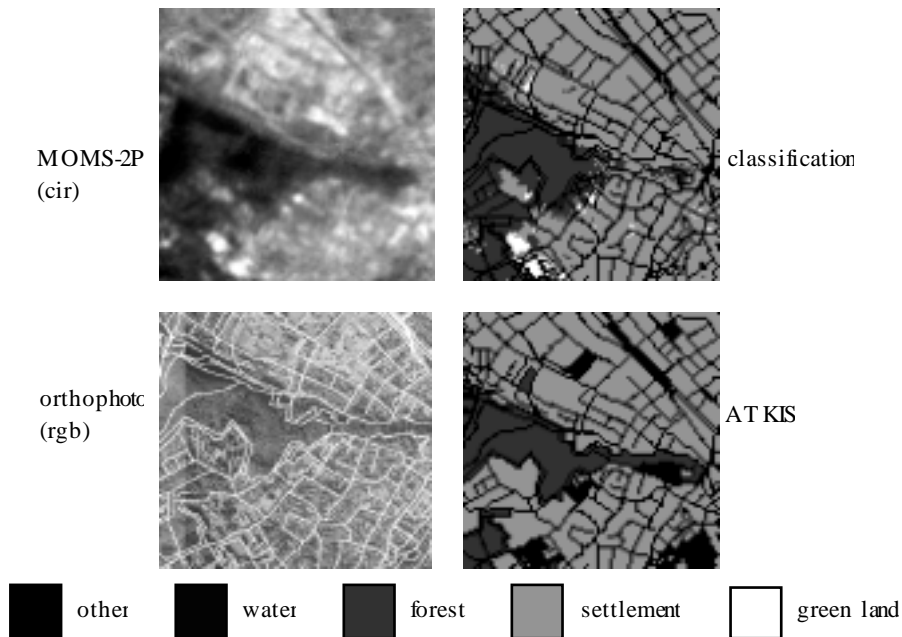 MOMS-2P
(cir)
classification
orthophoto
(rgb)
ATKIS
other
water
forest
settlement
green land